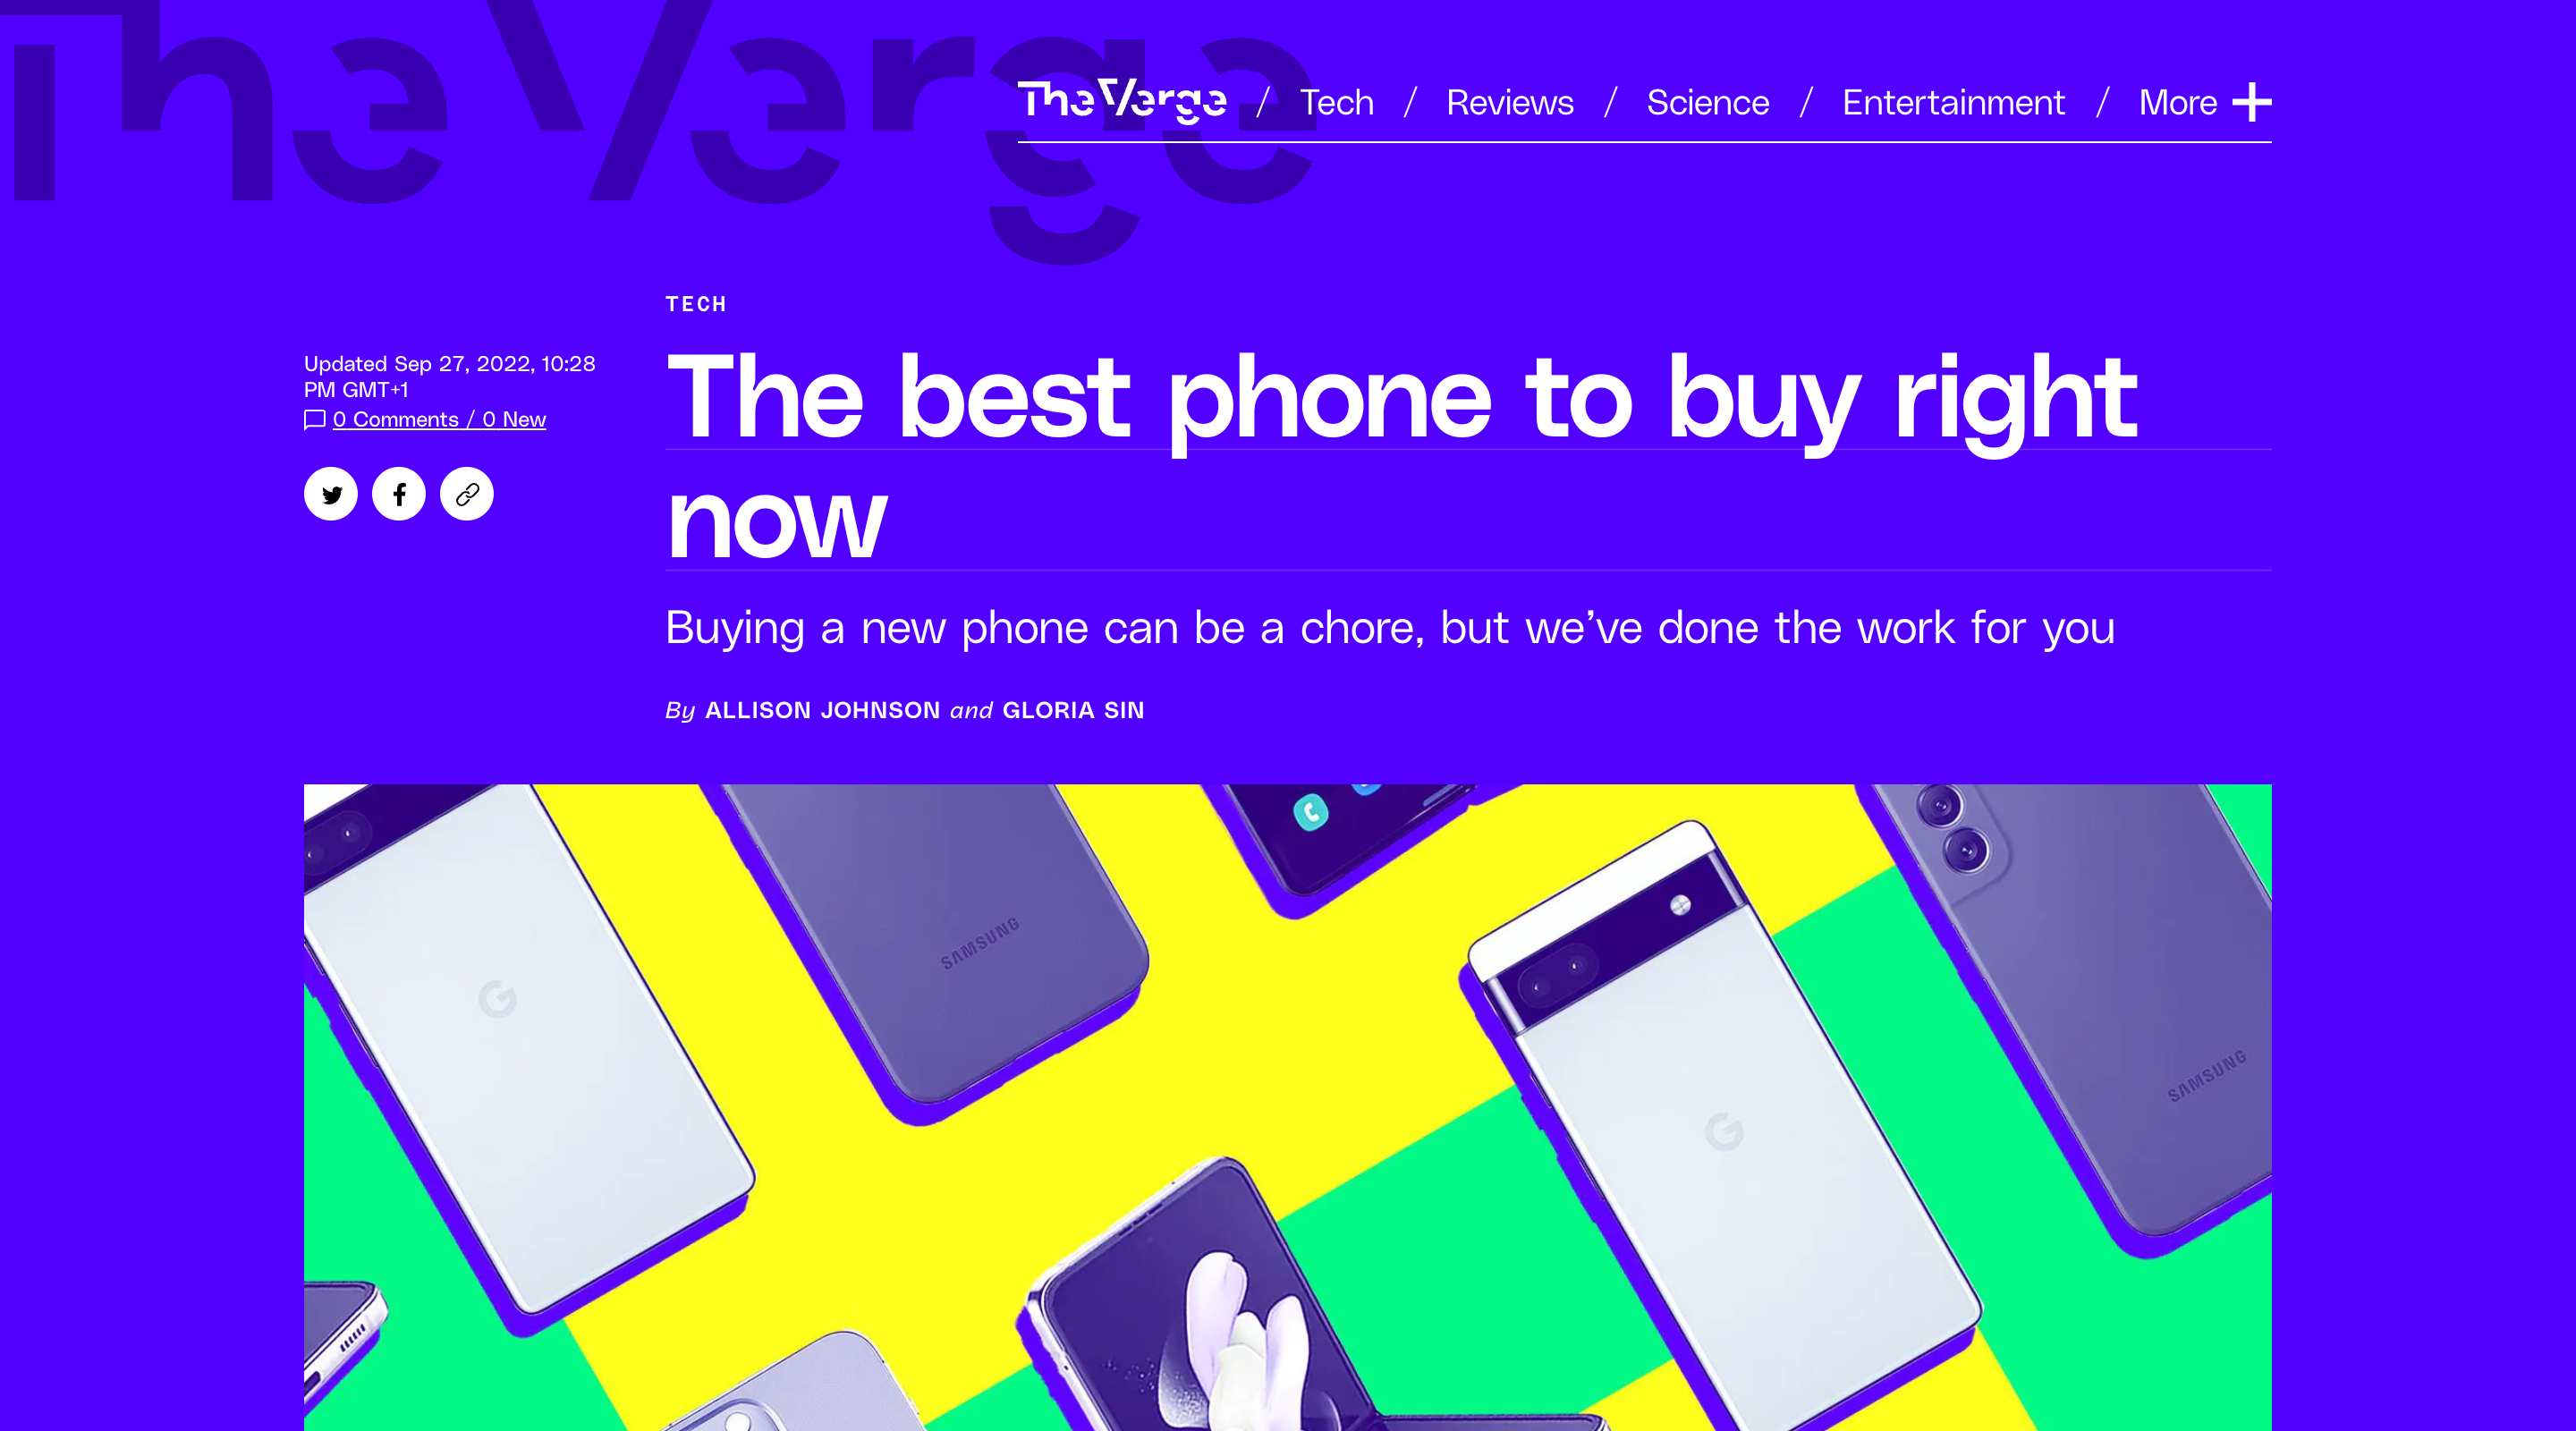 The Verge
The Verge / Tech / Reviews / Science / Entertainment / More
TECH
Updated Sep 27, 2022, 10:28
PM GMT+1
0 Comments / 0 New
The best phone to buy right
now
Buying a new phone can be a chore, but we’ve done the work for you
By ALLISON JOHNSON and GLORIA SIN
SAMSUNG
G
G
SAMSUNG